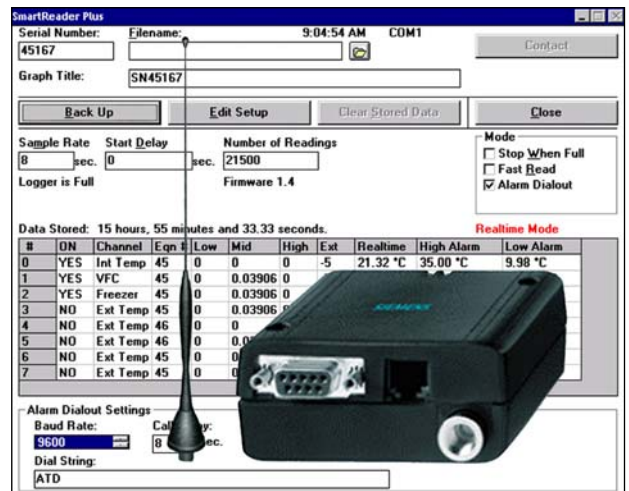 SmartReader Plus
Serial Number: Filename: 9:04:54 AM COM1
45167 Contact
Graph Title: SN45167
Back Up Edit Setup Clear Stored Data Close
Sample Rate Start Delay Number of Readings Mode
8 sec. 0 sec. 21500 Stop When Full
Fast Read
Logger is Full Firmware 1.4 Alarm Dialout
Data Stored: 15 hours, 55 minutes and 33.33 seconds. Realtime Mode
# ON Channel Eqn # Low Mid High Ext Realtime High Alarm Low Alarm
0 YES Int Temp 45 0 0 0 -5 21.32 °C 35.00 °C 9.98 °C
1 YES VFC 45 0 0.03906 0
2 YES Freezer 45 0 0.03906 0
3 NO Ext Temp 45 0 0.03906
SIEMENS
4 NO Ext Temp 46 0 0
5 NO Ext Temp 46 0
6 NO Ext Temp 45 0
7 NO Ext Temp 45 0
Alarm Dialout Settings
Baud Rate:
9600 8 sec.
Dial String:
ATD